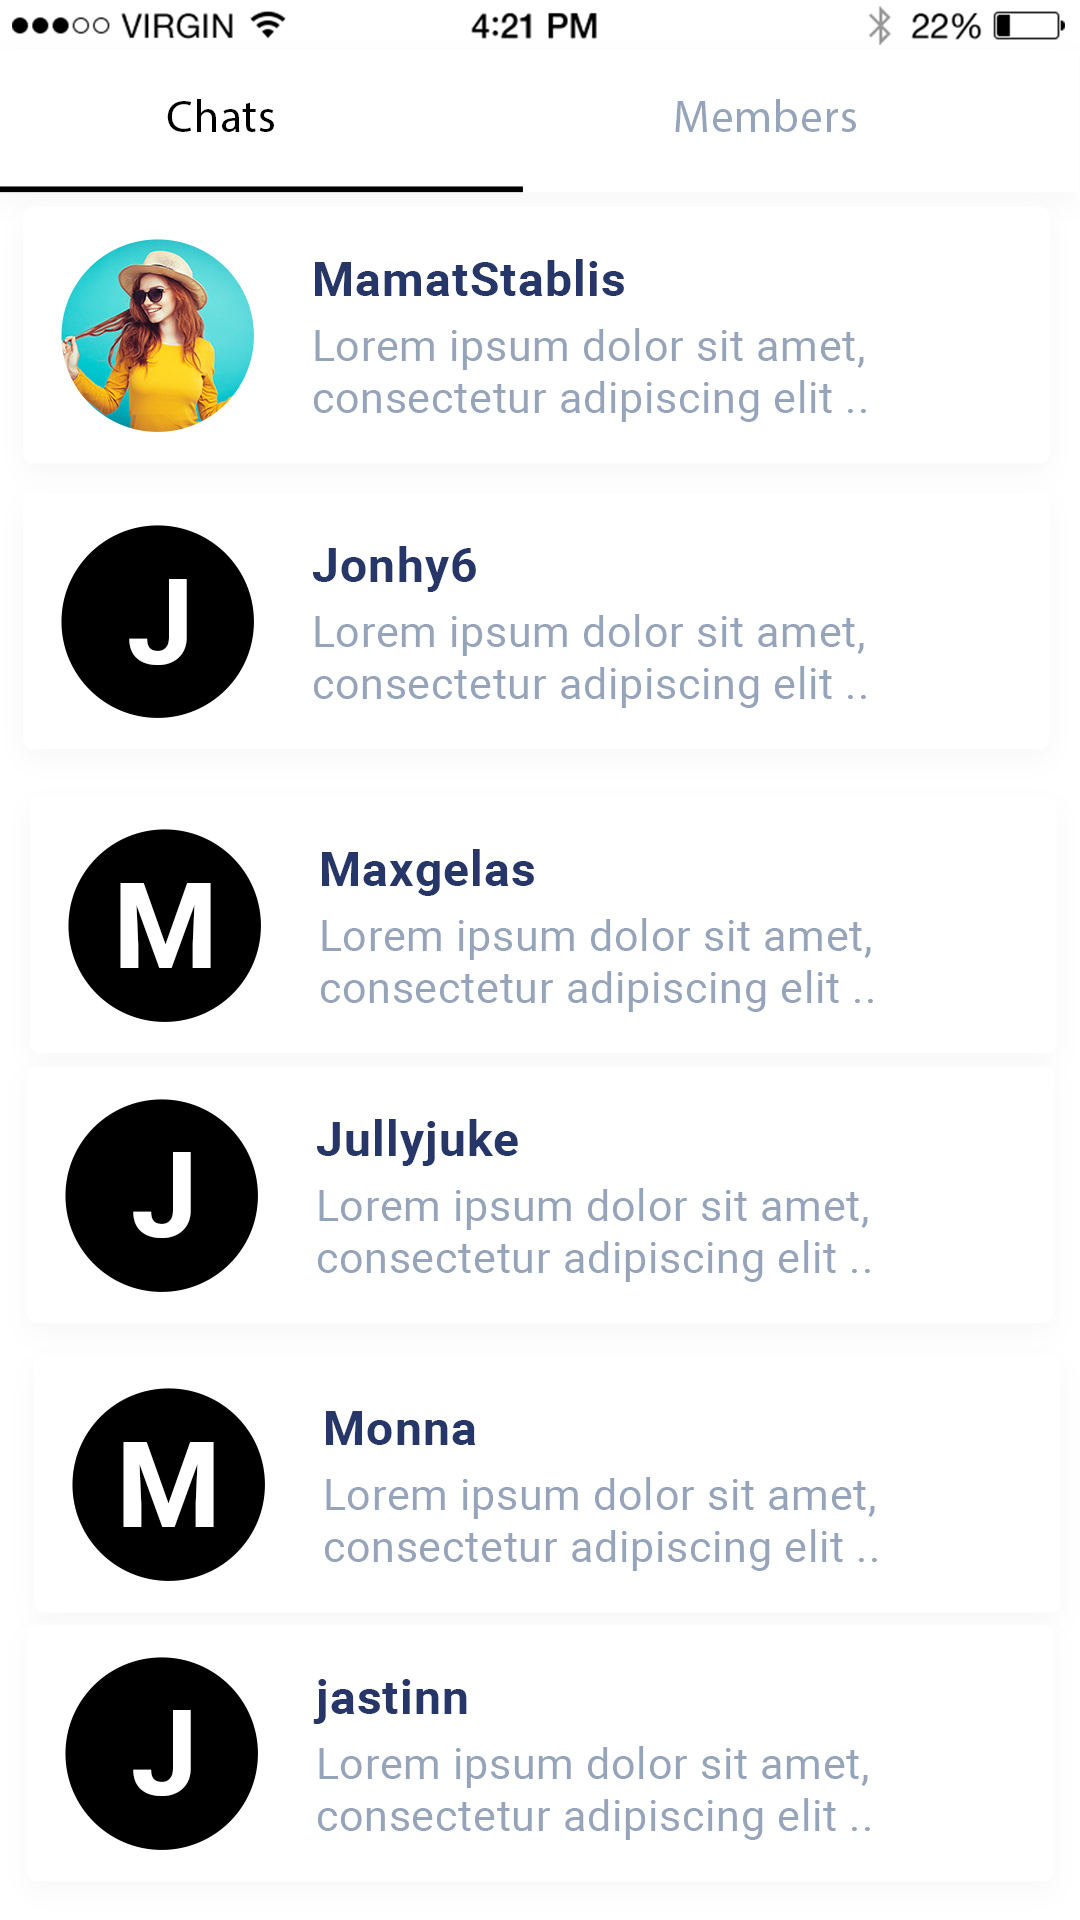 VIRGIN 4:21 PM 22%
Chats Members
MamatStablis
Lorem ipsum dolor sit amet,
consectetur adipiscing elit ..
J
Jonhy6
Lorem ipsum dolor sit amet,
consectetur adipiscing elit ..
M
Maxgelas
Lorem ipsum dolor sit amet,
consectetur adipiscing elit ..
J
Jullyjuke
Lorem ipsum dolor sit amet,
consectetur adipiscing elit ..
M
Monna
Lorem ipsum dolor sit amet,
consectetur adipiscing elit ..
J
jastinn
Lorem ipsum dolor sit amet,
consectetur adipiscing elit ..